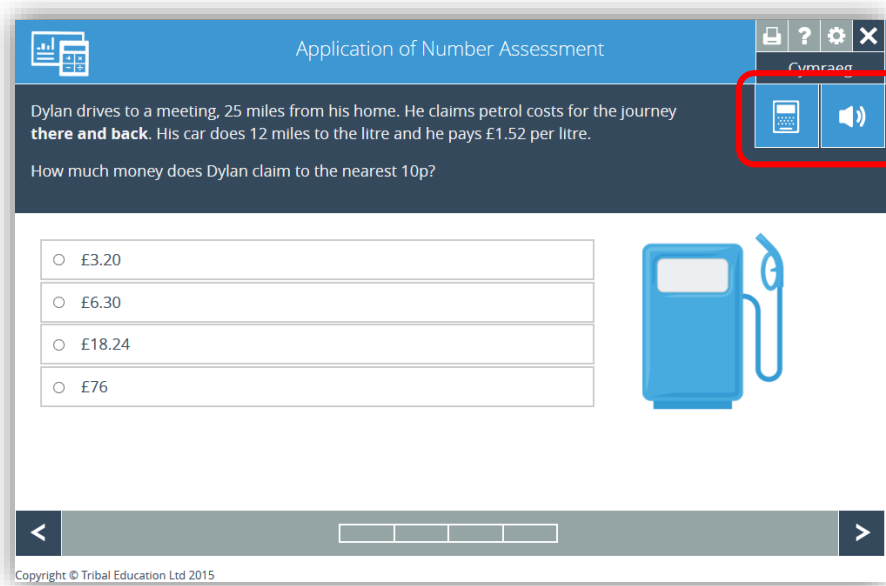 Application of Number Assessment
?
Cymraeg
Dylan drives to a meeting, 25 miles from his home. He claims petrol costs for the journey
there and back. His car does 12 miles to the litre and he pays £1.52 per litre.
How much money does Dylan claim to the nearest 10p?
£3.20
£6.30
£18.24
£76
< >
Copyright © Tribal Education Ltd 2015